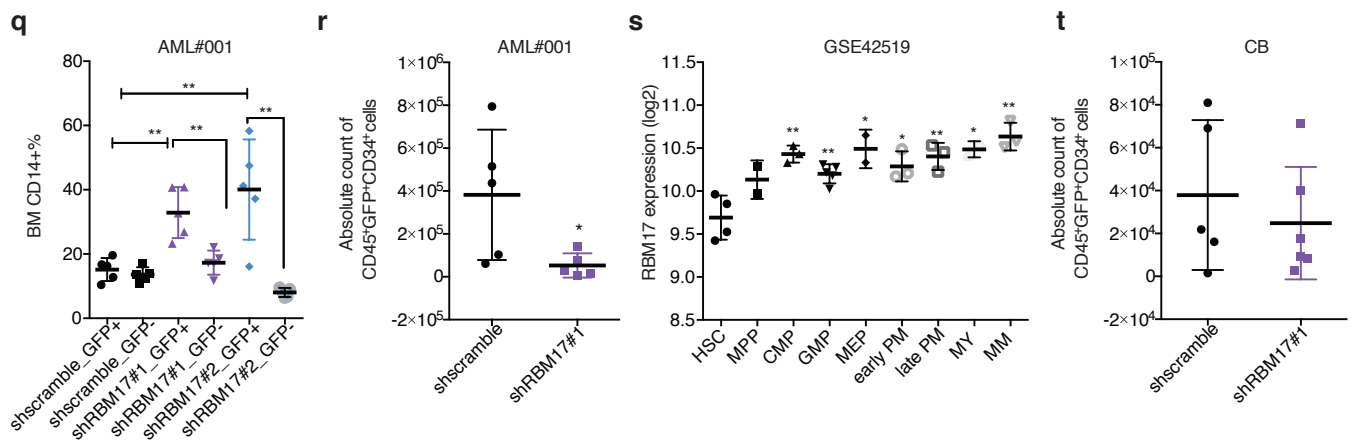 q
AML#001
BM CD14+%
80
60
40
20
0
**
**
**
**
shscramble_GFP+
shscramble_GFP-
shRBM17#1_GFP+
shRBM17#1_GFP-
shRBM17#2_GFP+
shRBM17#2_GFP-
r
AML#001
Absolute count of
CD45⁺GFP⁺CD34⁺ cells
1×10⁶
8×10⁵
6×10⁵
4×10⁵
2×10⁵
0
-2×10⁵
*
shscramble
shRBM17#1
s
GSE42519
RBM17 expression (log2)
11.5
11.0
10.5
10.0
9.5
9.0
8.5
**
**
*
*
**
*
**
HSC
MPP
CMP
GMP
MEP
early PM
late PM
MY
MM
t
CB
Absolute count of
CD45⁺GFP⁺CD34⁺ cells
1×10⁵
8×10⁴
6×10⁴
4×10⁴
2×10⁴
0
-2×10⁴
shscramble
shRBM17#1